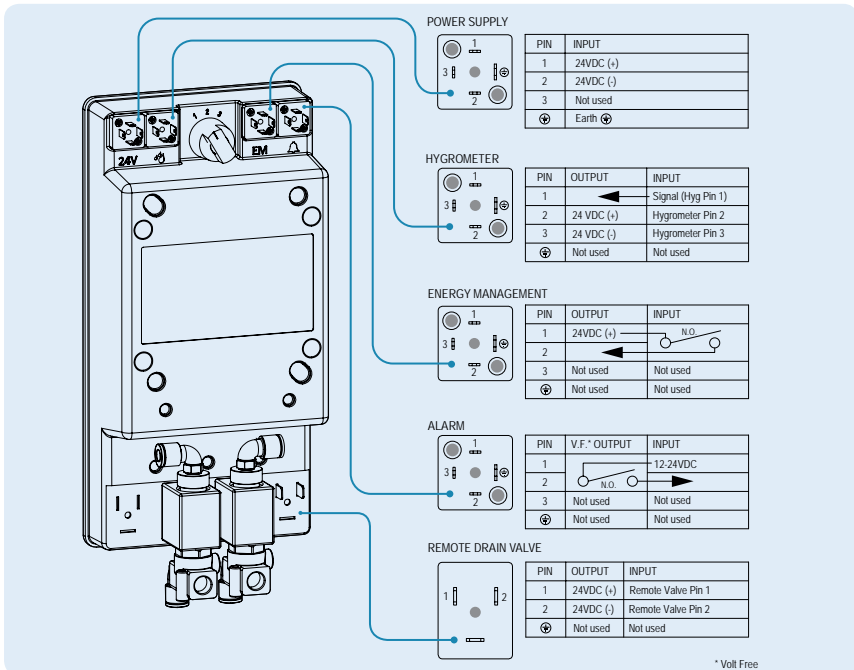 POWER SUPPLY
1
3
2
PIN INPUT
1 24VDC (+)
2 24VDC (-)
3 Not used
Earth
1 2 3
24V EM
HYGROMETER
1
3
2
PIN OUTPUT INPUT
1 Signal (Hyg Pin 1)
2 24 VDC (+) Hygrometer Pin 2
3 24 VDC (-) Hygrometer Pin 3
Not used Not used
ENERGY MANAGEMENT
1
3
2
PIN OUTPUT INPUT
1 24VDC (+) N.O.
2
3 Not used Not used
Not used Not used
ALARM
1
3
2
PIN V.F.* OUTPUT INPUT
1 12-24VDC
2 N.O.
3 Not used Not used
Not used Not used
REMOTE DRAIN VALVE
1 2
PIN OUTPUT INPUT
1 24VDC (+) Remote Valve Pin 1
2 24VDC (-) Remote Valve Pin 2
Not used Not used
* Volt Free